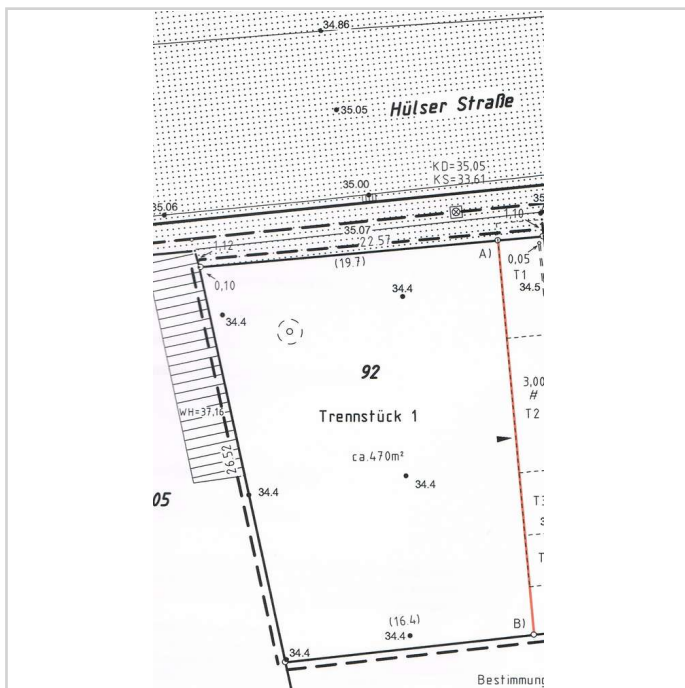 34.86
35.05
Hülser Straße
KD=35,05
KS=33,61
35.00
35.06
1,10
35.07
22.57
1,12
A)
0,05
(19.7)
T1
0,10
34.4
34.5
34.4
92
3,00
#
T2
Trennstück 1
WH=37,16
ca.470m²
26.52
34.4
34.4
05
(16.4)
B)
34.4
34.4